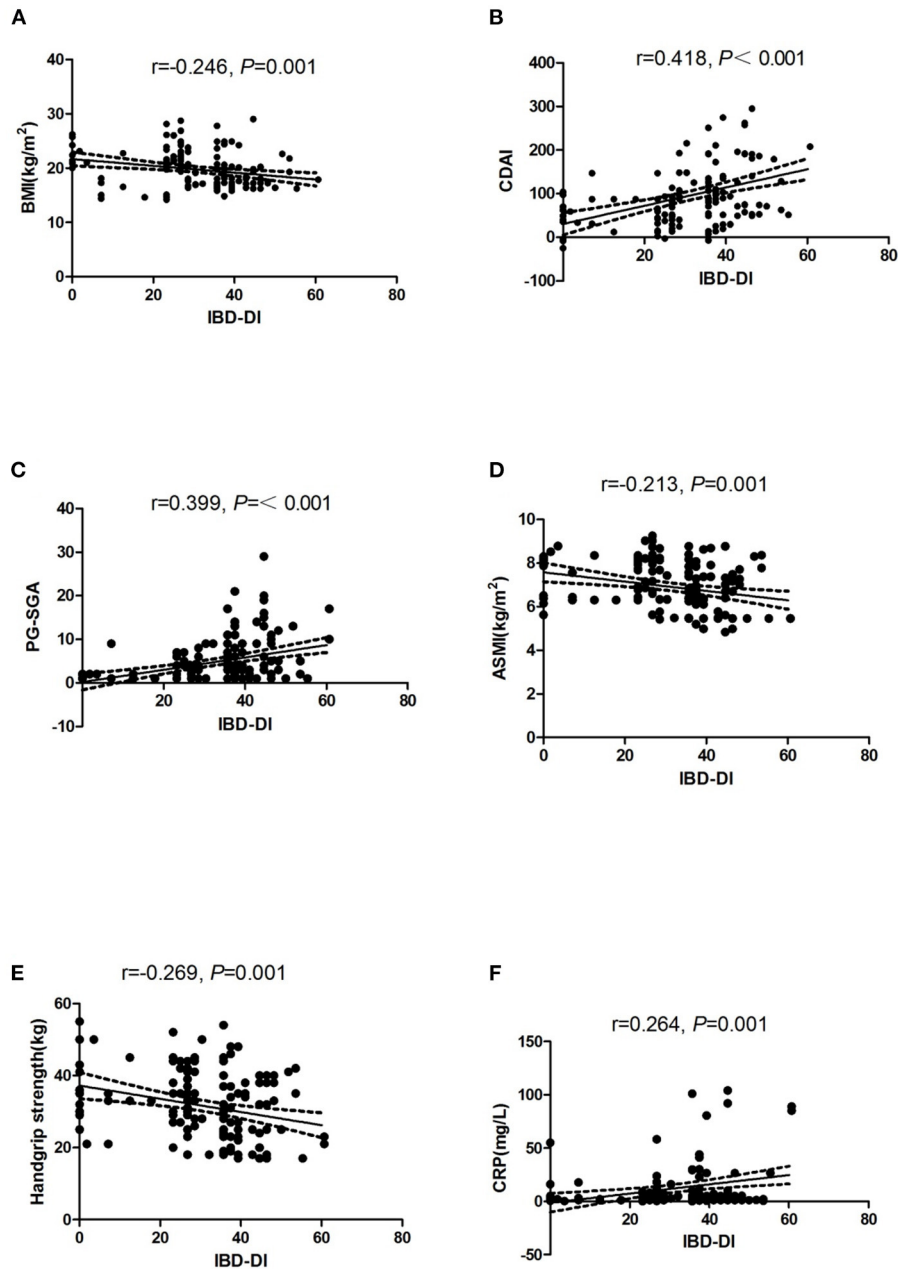 A
r=-0.246, P=0.001
40
30
20
10
0
BMI(kg/m²)
0 20 40 60 80
IBD-DI
B
r=0.418, P< 0.001
400
300
200
100
0
-100
CDAI
20 40 60 80
IBD-DI
C
r=0.399, P=< 0.001
40
30
20
10
0
-10
PG-SGA
20 40 60 80
IBD-DI
D
r=-0.213, P=0.001
10
8
6
4
2
0
ASMI(kg/m²)
0 20 40 60 80
IBD-DI
E
r=-0.269, P=0.001
60
40
20
0
Handgrip strength(kg)
0 20 40 60 80
IBD-DI
F
r=0.264, P=0.001
150
100
50
0
-50
CRP(mg/L)
20 40 60 80
IBD-DI